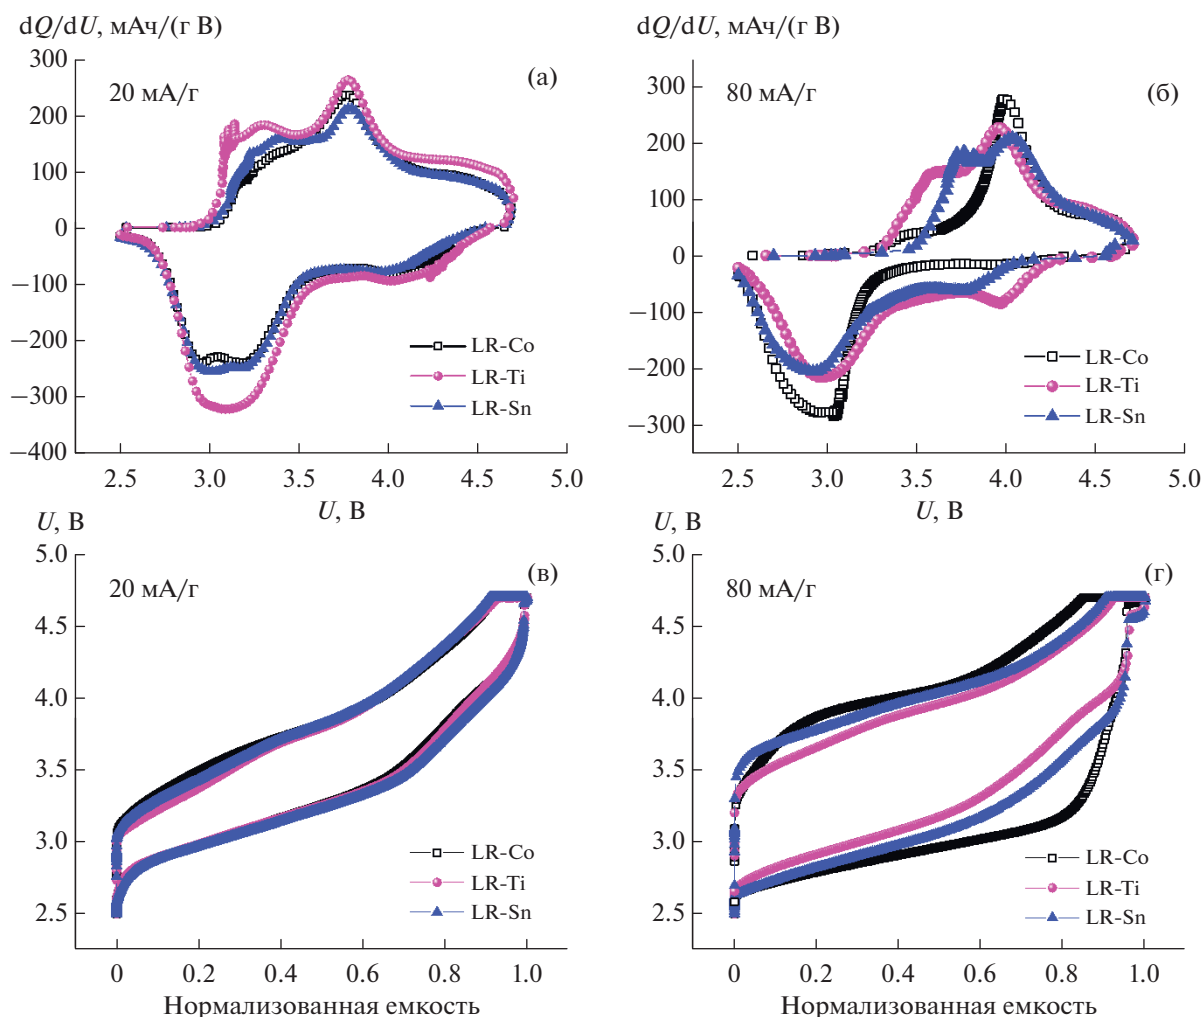 dQ/dU, мАч/(г В)
300
200
100
0
−100
−200
−300
−400
20 мА/г
(а)
LR-Co
LR-Ti
LR-Sn
2.5 3.0 3.5 4.0 4.5 5.0
U, В
dQ/dU, мАч/(г В)
300
200
100
0
−100
−200
−300
80 мА/г
(б)
LR-Co
LR-Ti
LR-Sn
2.5 3.0 3.5 4.0 4.5 5.0
U, В
U, В
5.0
4.5
4.0
3.5
3.0
2.5
20 мА/г
(в)
LR-Co
LR-Ti
LR-Sn
0 0.2 0.4 0.6 0.8 1.0
Нормализованная емкость
U, В
5.0
4.5
4.0
3.5
3.0
2.5
80 мА/г
(г)
LR-Co
LR-Ti
LR-Sn
0 0.2 0.4 0.6 0.8 1.0
Нормализованная емкость